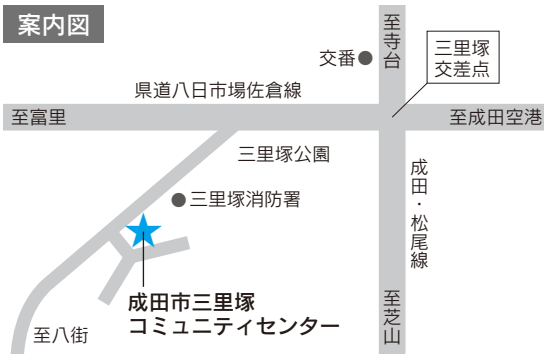 案内図
至寺台
交番
三里塚
交差点
県道八日市場佐倉線
至富里
至成田空港
三里塚公園
成田・松尾線
三里塚消防署
成田市三里塚
コミュニティセンター
至芝山
至八街